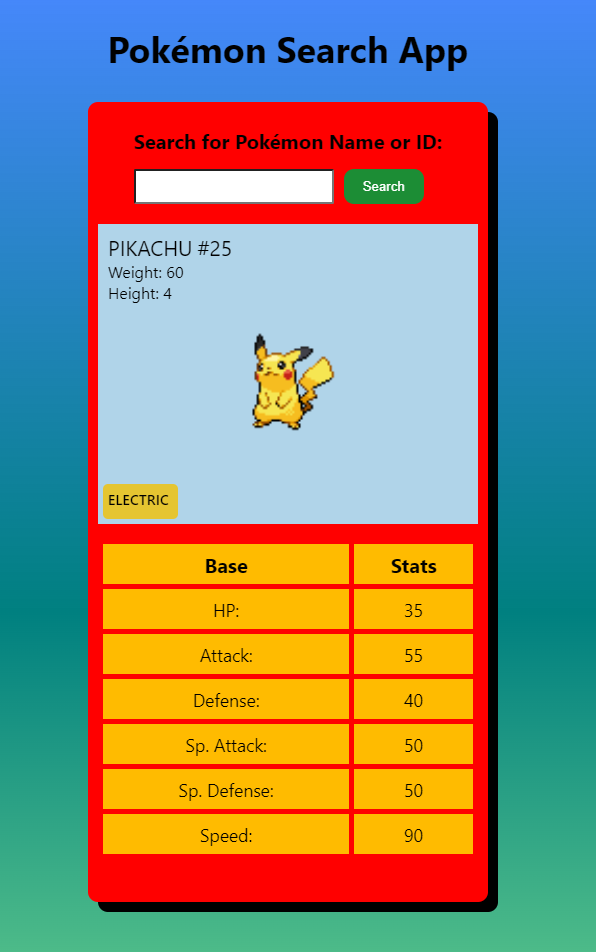 Pokémon Search App
Search for Pokémon Name or ID:
Search
PIKACHU #25
Weight: 60
Height: 4
ELECTRIC
Base Stats
HP: 35
Attack: 55
Defense: 40
Sp. Attack: 50
Sp. Defense: 50
Speed: 90